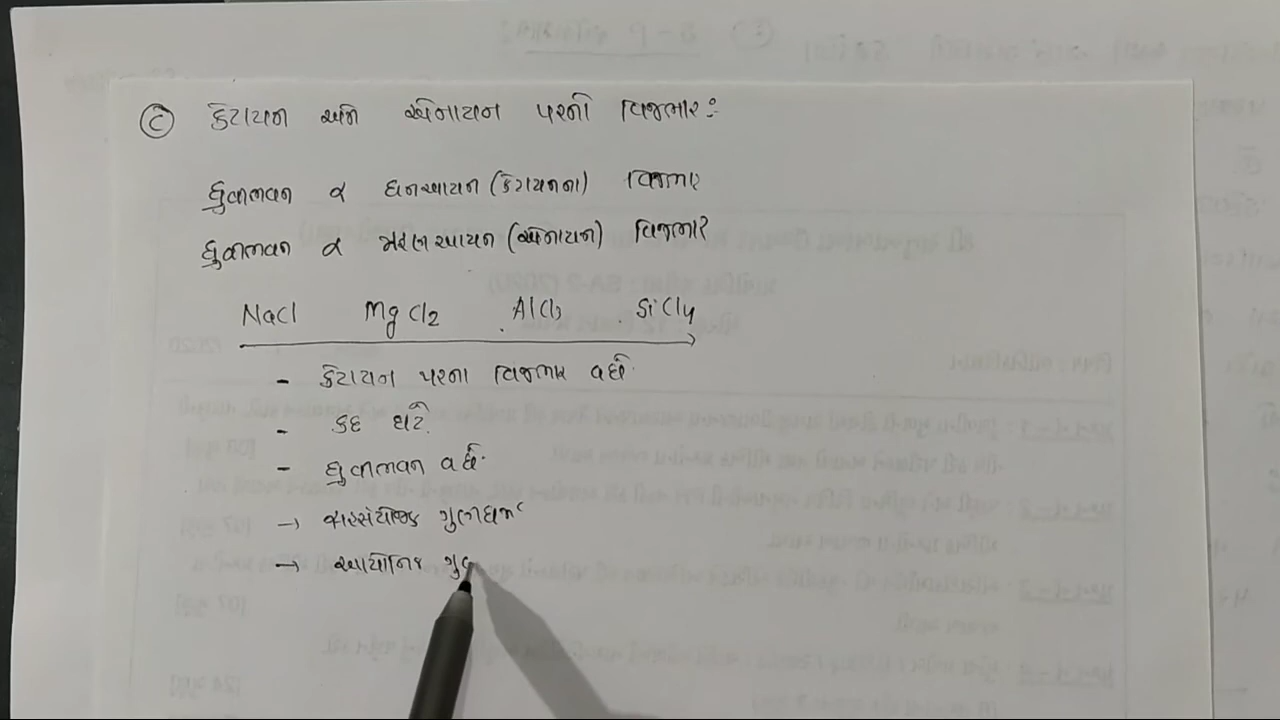 Ⓒ કેટાયન અને એનાયન પરનો વિજભાર :
ધ્રુવીભવન α ધનઆયન (કેટાયનના) વિજભાર
ધ્રુવીભવન α ઋણઆયન (એનાયન) વિજભાર
NaCl MgCl2 AlCl3 SiCl4
- કેટાયન પરના વિજભાર વધે.
- કદ ઘટે.
- ધ્રુવીભવન વધે.
→ સહસંયોજક ગુણધર્મ
→ આયોનિક ગુણ